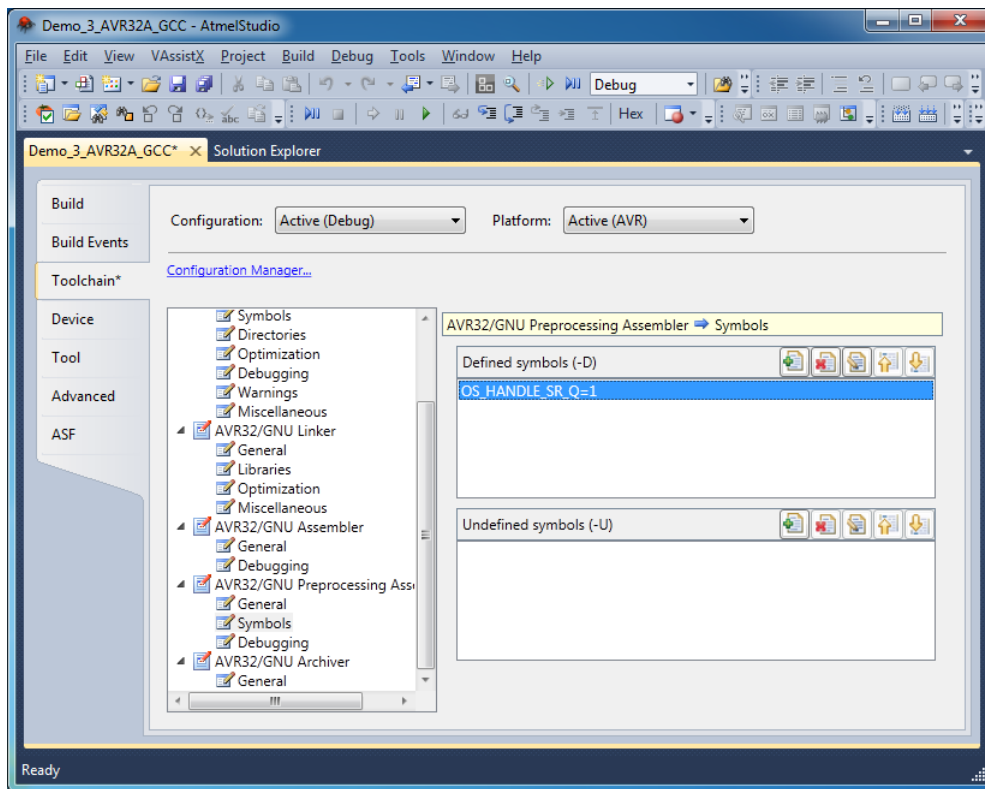 Demo_3_AVR32A_GCC - AtmelStudio
File Edit View VAssistX Project Build Debug Tools Window Help
Debug
Hex
Demo_3_AVR32A_GCC* Solution Explorer
Build
Build Events
Toolchain*
Device
Tool
Advanced
ASF
Configuration: Active (Debug) Platform: Active (AVR)
Configuration Manager...
Symbols
Directories
Optimization
Debugging
Warnings
Miscellaneous
AVR32/GNU Linker
General
Libraries
Optimization
Miscellaneous
AVR32/GNU Assembler
General
Debugging
AVR32/GNU Preprocessing Asse
General
Symbols
Debugging
AVR32/GNU Archiver
General
AVR32/GNU Preprocessing Assembler Symbols
Defined symbols (-D)
OS_HANDLE_SR_Q=1
Undefined symbols (-U)
Ready